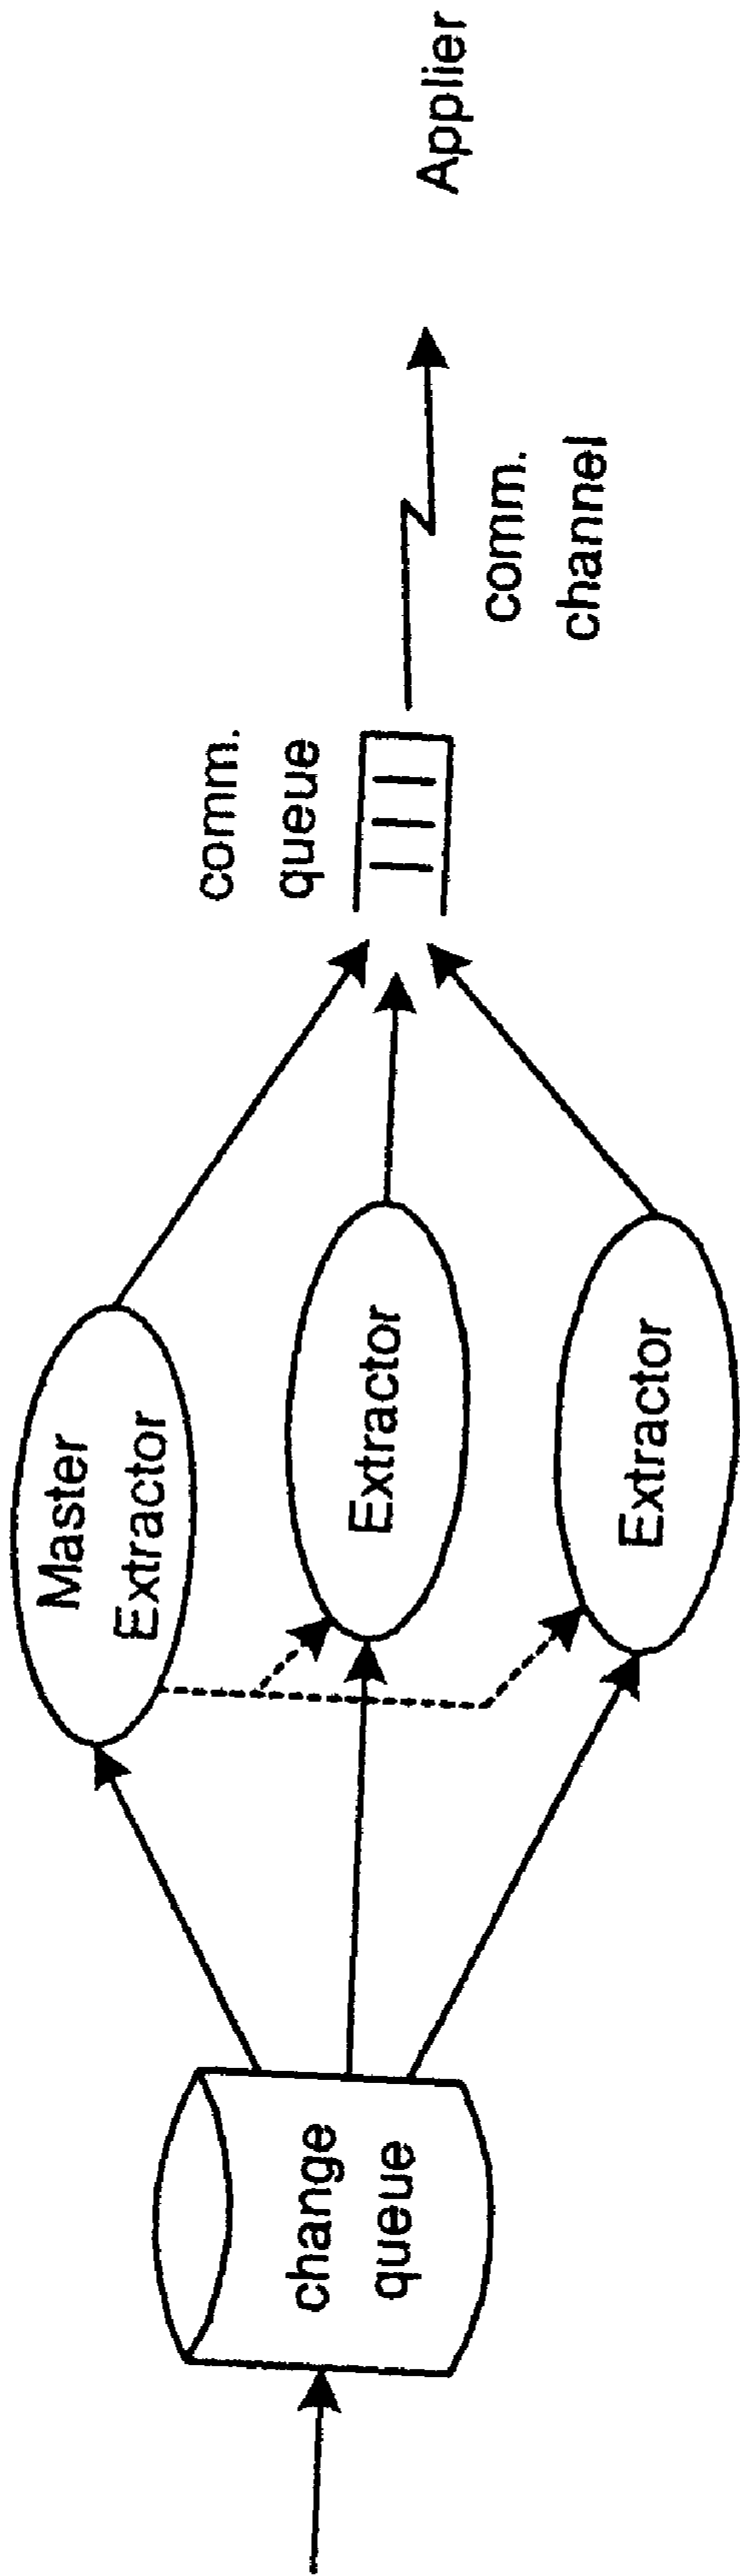 change
queue
Master
Extractor
Extractor
Extractor
comm.
queue
comm.
channel
Applier